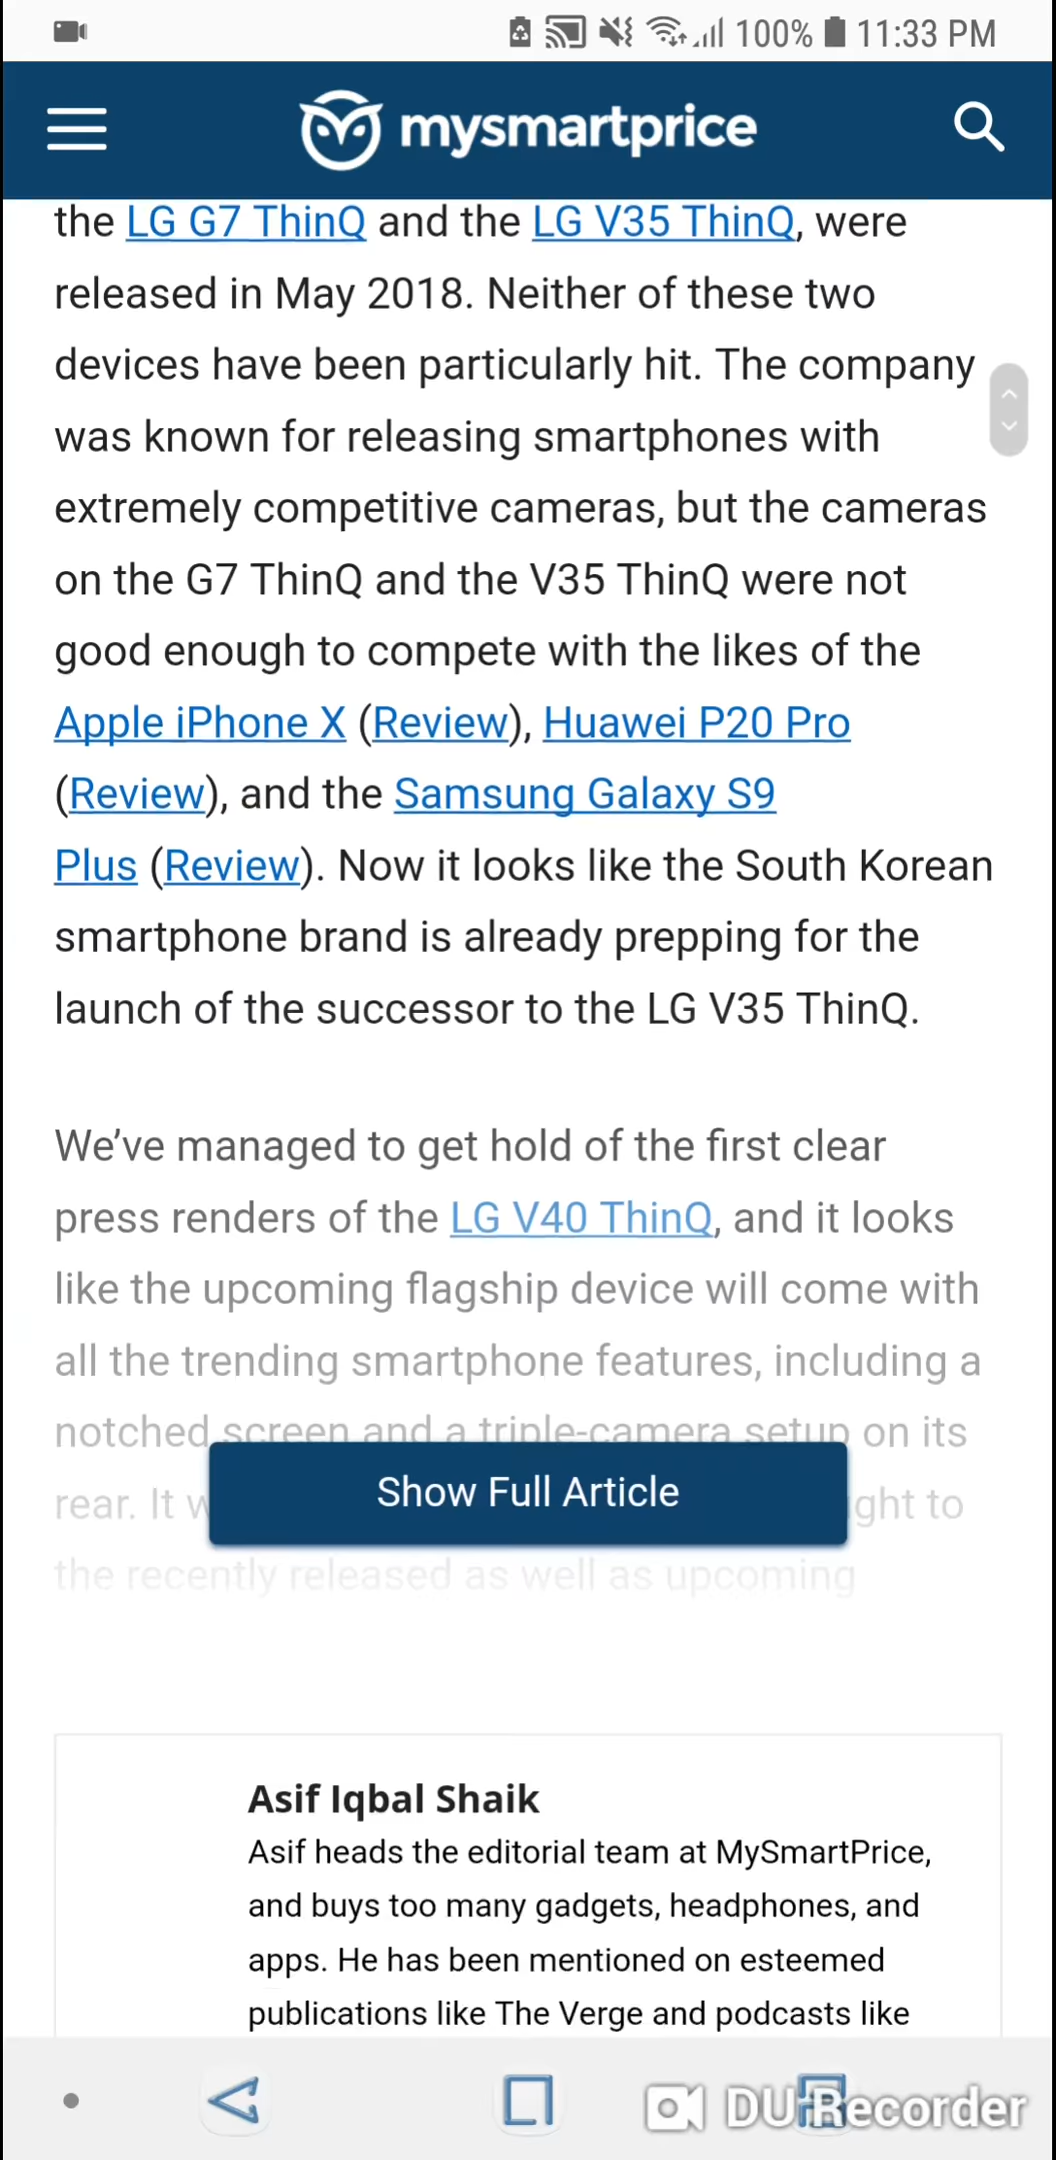 100% 11:33 PM
mysmartprice
the LG G7 ThinQ and the LG V35 ThinQ, were
released in May 2018. Neither of these two
devices have been particularly hit. The company
was known for releasing smartphones with
extremely competitive cameras, but the cameras
on the G7 ThinQ and the V35 ThinQ were not
good enough to compete with the likes of the
Apple iPhone X (Review), Huawei P20 Pro
(Review), and the Samsung Galaxy S9
Plus (Review). Now it looks like the South Korean
smartphone brand is already prepping for the
launch of the successor to the LG V35 ThinQ.
We’ve managed to get hold of the first clear
press renders of the LG V40 ThinQ, and it looks
like the upcoming flagship device will come with
all the trending smartphone features, including a
notched screen and a triple-camera setup on its
rear. It
to
Show Full Article
the recently released as well as upcoming
Asif Iqbal Shaik
Asif heads the editorial team at MySmartPrice,
and buys too many gadgets, headphones, and
apps. He has been mentioned on esteemed
publications like The Verge and podcasts like
DU Recorder